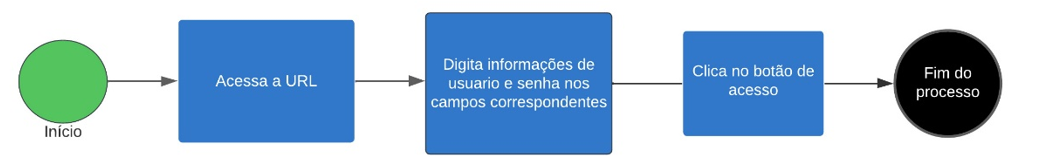 Início
Acessa a URL
Digita informações de
usuario e senha nos
campos correspondentes
Clica no botão de
acesso
Fim do
processo